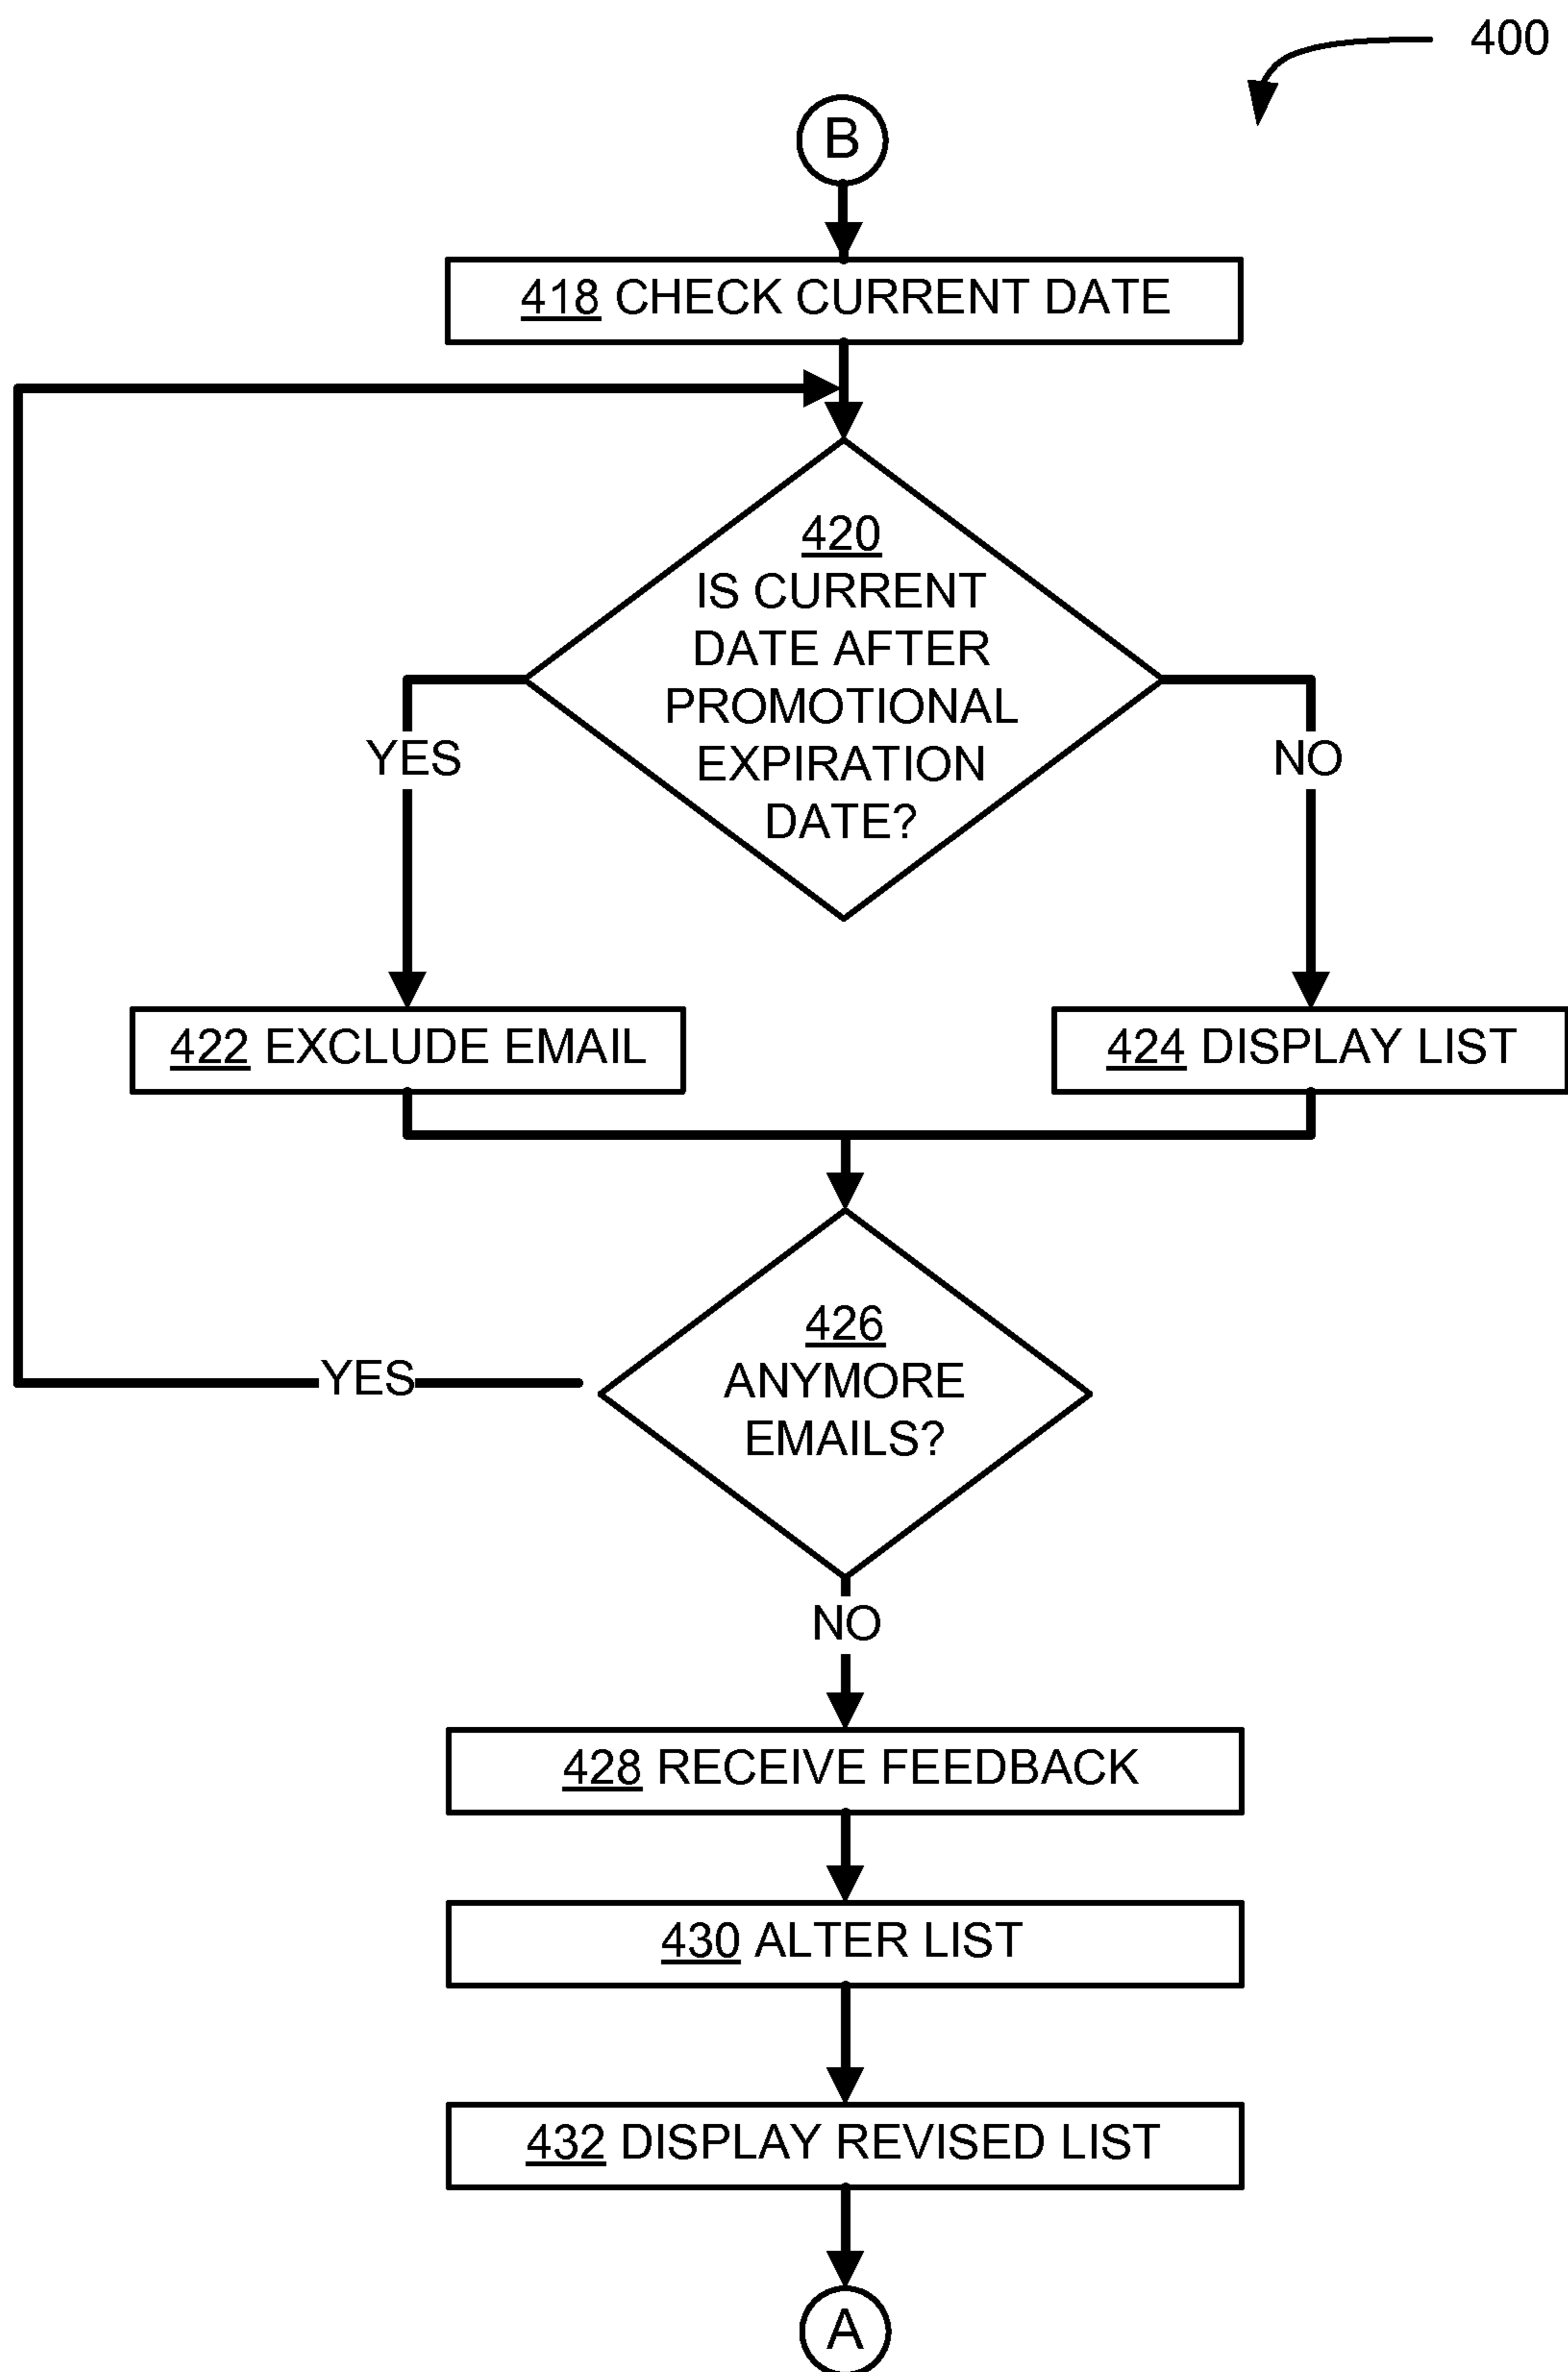 400
B
418 CHECK CURRENT DATE
420
IS CURRENT
DATE AFTER
PROMOTIONAL
EXPIRATION
DATE?
YES
NO
422 EXCLUDE EMAIL
424 DISPLAY LIST
426
ANYMORE
EMAILS?
YES
NO
428 RECEIVE FEEDBACK
430 ALTER LIST
432 DISPLAY REVISED LIST
A